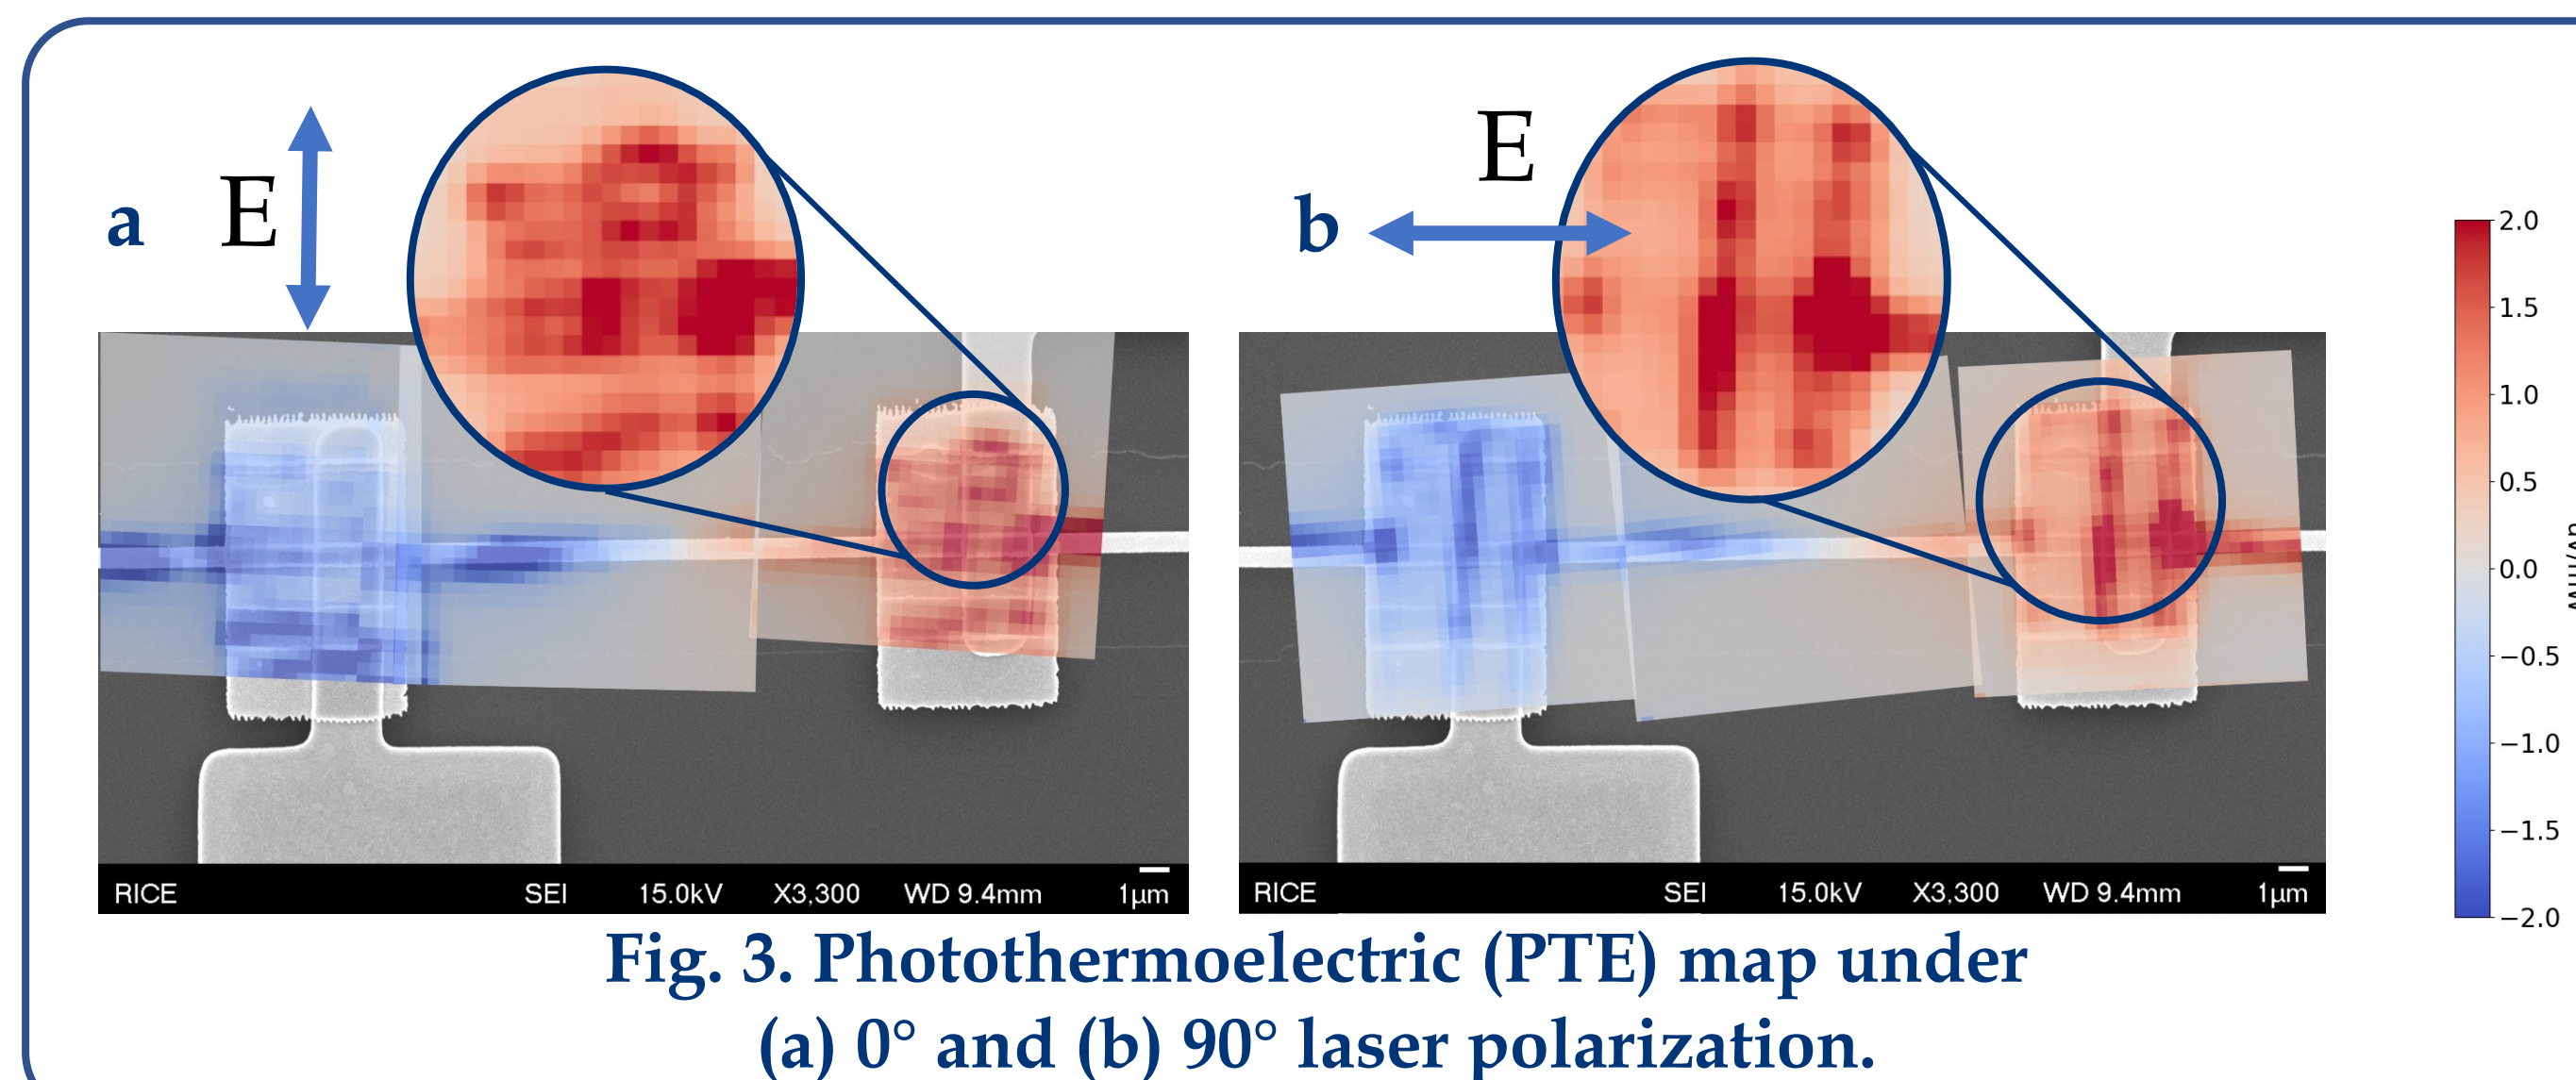 a
E
b
E
RICE SEI 15.0kV X3,300 WD 9.4mm 1μm
RICE SEI 15.0kV X3,300 WD 9.4mm 1μm
2.0
1.5
1.0
0.5
0.0
−0.5
−1.0
−1.5
−2.0
Fig. 3. Photothermoelectric (PTE) map under
(a) 0° and (b) 90° laser polarization.